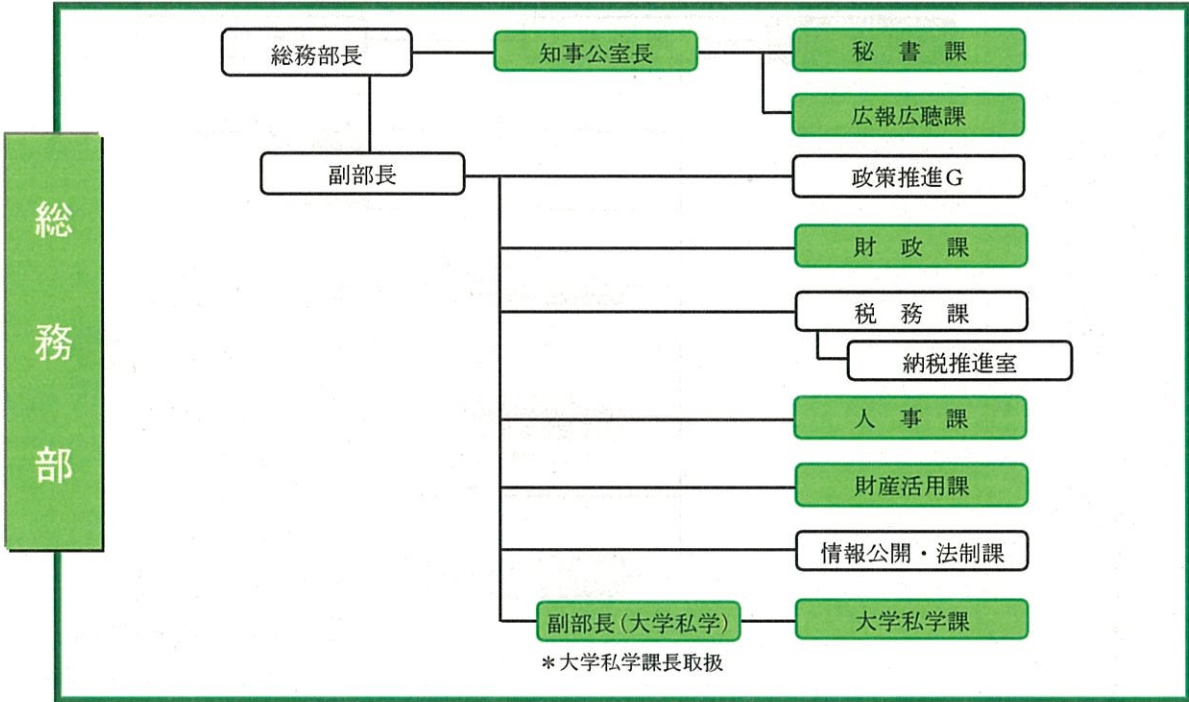 総務部
総務部長
知事公室長
秘書課
広報広聴課
副部長
政策推進G
財政課
税務課
納税推進室
人事課
財産活用課
情報公開・法制課
副部長(大学私学)
大学私学課
＊大学私学課長取扱